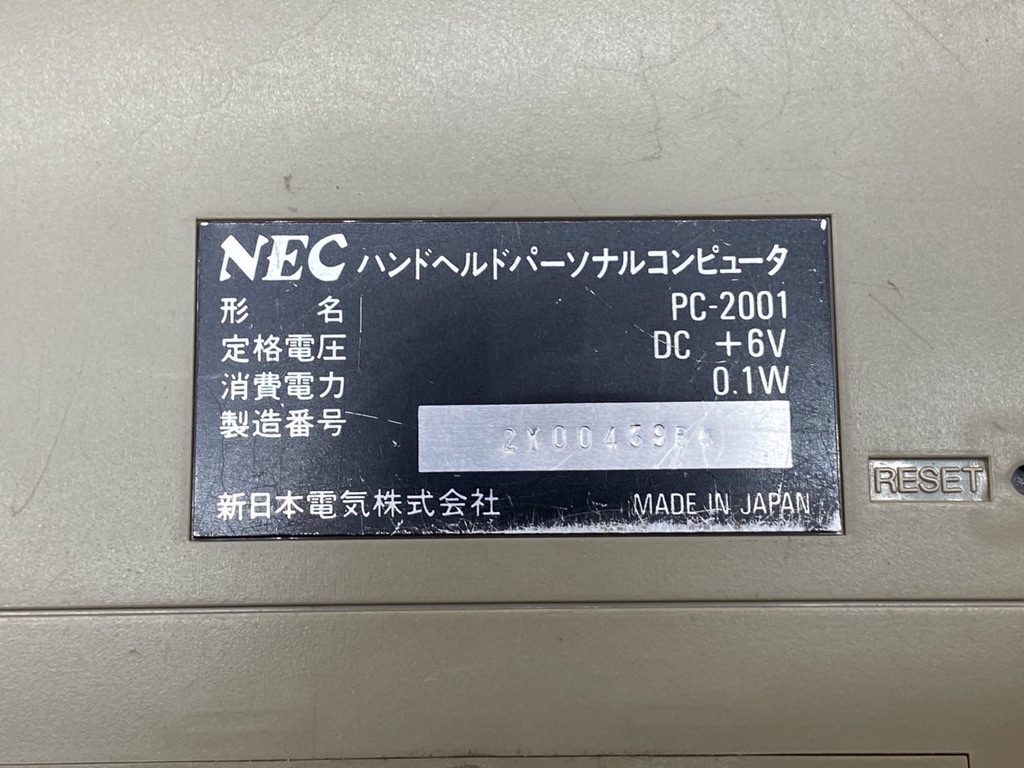 NEC ハンドヘルドパーソナルコンピュータ
形名 PC-2001
定格電圧 DC +6V
消費電力 0.1W
製造番号
新日本電気株式会社 MADE IN JAPAN
RESET